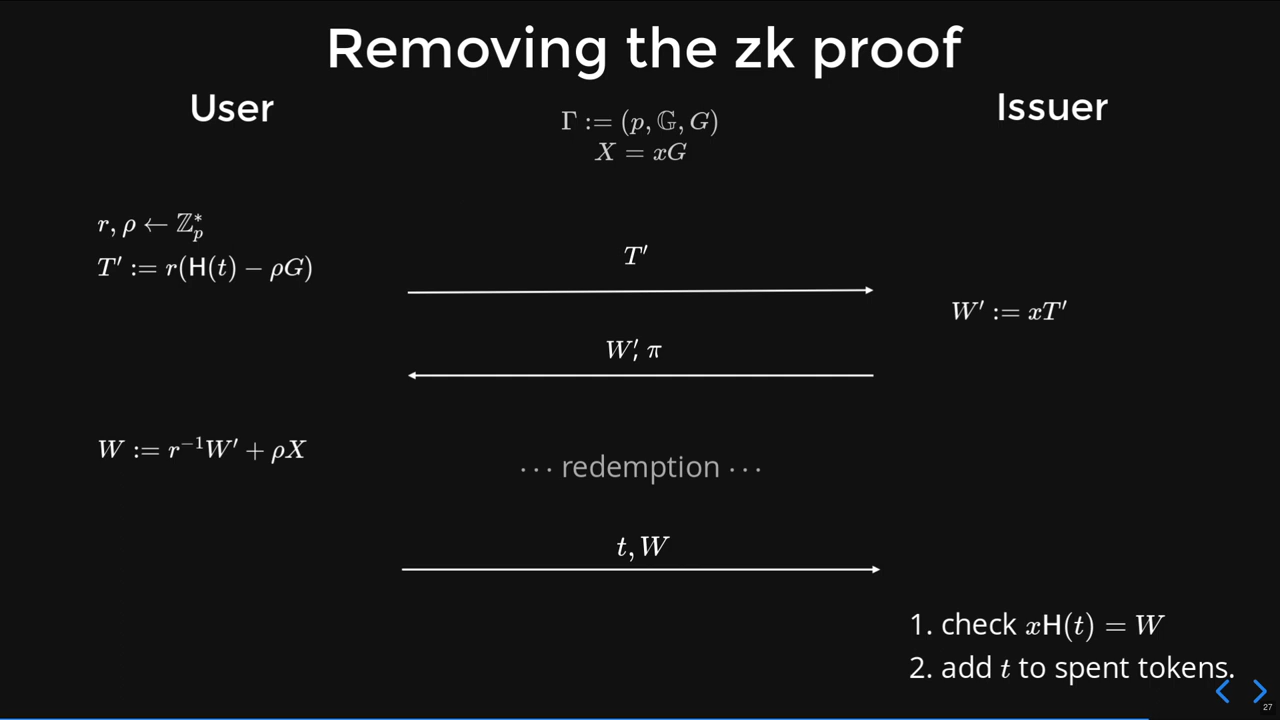 Removing the zk proof
User
Issuer
Γ := (p, 𝔾, G)
X = xG
r, ρ ← ℤ*ₚ
T′ := r(H(t) − ρG)
T′
W′ := xT′
W′, π
W := r⁻¹W′ + ρX
··· redemption ···
t, W
1. check xH(t) = W
2. add t to spent tokens.
27